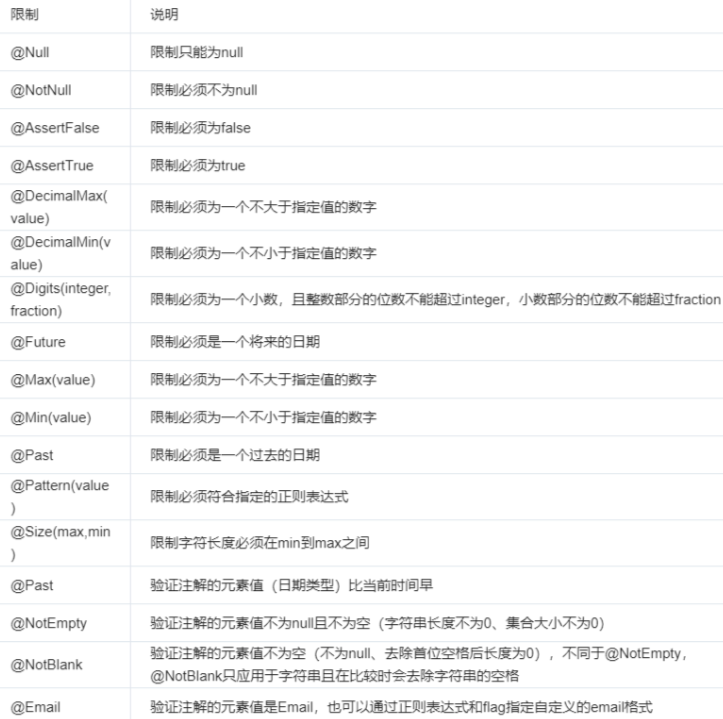 限制 说明
@Null 限制只能为null
@NotNull 限制必须不为null
@AssertFalse 限制必须为false
@AssertTrue 限制必须为true
@DecimalMax(
value) 限制必须为一个不大于指定值的数字
@DecimalMin(v
alue) 限制必须为一个不小于指定值的数字
@Digits(integer,
fraction) 限制必须为一个小数，且整数部分的位数不能超过integer，小数部分的位数不能超过fraction
@Future 限制必须是一个将来的日期
@Max(value) 限制必须为一个不大于指定值的数字
@Min(value) 限制必须为一个不小于指定值的数字
@Past 限制必须是一个过去的日期
@Pattern(value
) 限制必须符合指定的正则表达式
@Size(max,min
) 限制字符长度必须在min到max之间
@Past 验证注解的元素值（日期类型）比当前时间早
@NotEmpty 验证注解的元素值不为null且不为空（字符串长度不为0、集合大小不为0）
@NotBlank 验证注解的元素值不为空（不为null、去除首位空格后长度为0），不同于@NotEmpty，
@NotBlank只应用于字符串且在比较时会去除字符串的空格
@Email 验证注解的元素值是Email，也可以通过正则表达式和flag指定自定义的email格式